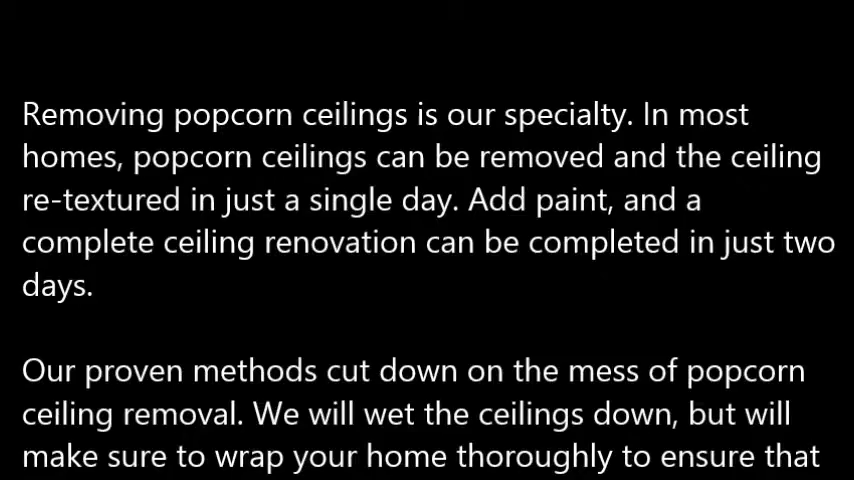 Removing popcorn ceilings is our specialty. In most
homes, popcorn ceilings can be removed and the ceiling
re-textured in just a single day. Add paint, and a
complete ceiling renovation can be completed in just two
days.
Our proven methods cut down on the mess of popcorn
ceiling removal. We will wet the ceilings down, but will
make sure to wrap your home thoroughly to ensure that